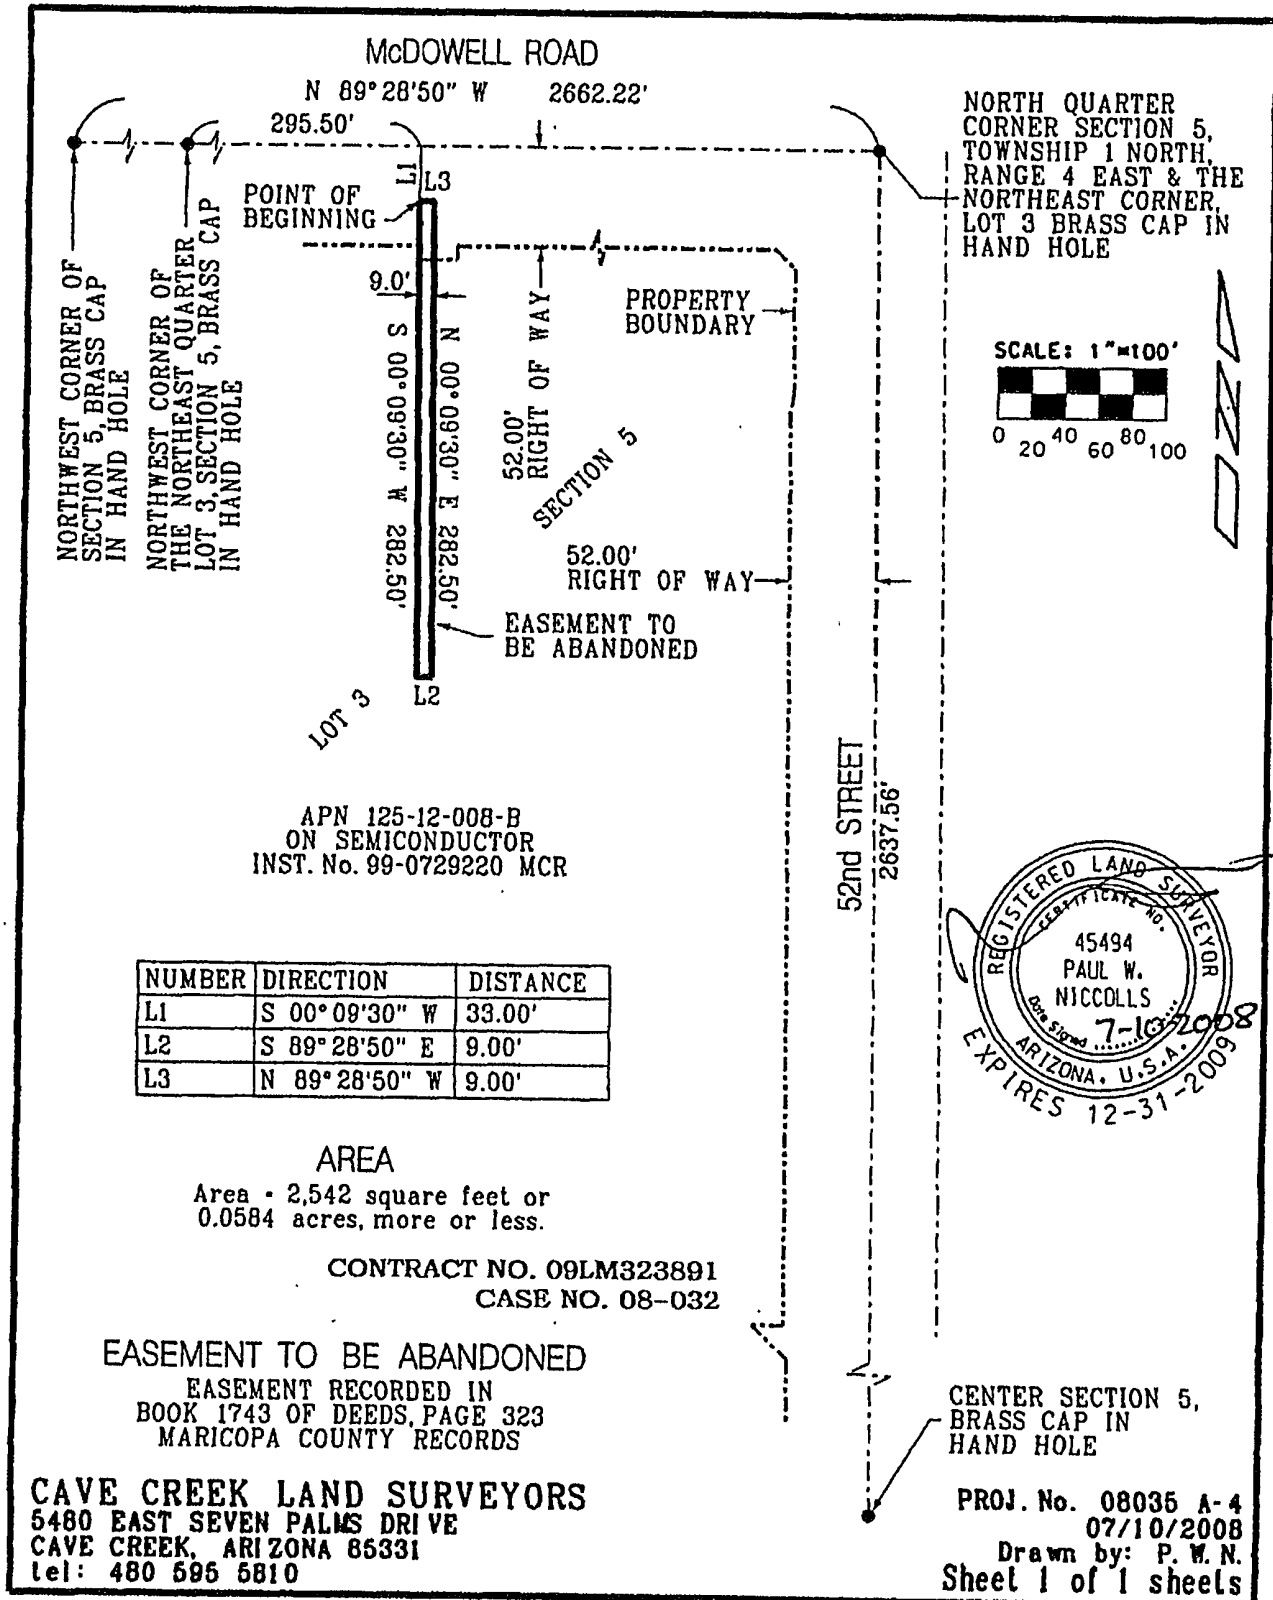 McDOWELL ROAD
N 89°28'50" W 2662.22'
295.50'
L1
L3
POINT OF
BEGINNING
NORTH QUARTER
CORNER SECTION 5,
TOWNSHIP 1 NORTH,
RANGE 4 EAST & THE
NORTHEAST CORNER,
LOT 3 BRASS CAP IN
HAND HOLE
NORTHWEST CORNER OF
SECTION 5, BRASS CAP
IN HAND HOLE
NORTHWEST CORNER OF
THE NORTHEAST QUARTER
LOT 3, SECTION 5, BRASS CAP
IN HAND HOLE
9.0'
S 00°09'30" W 282.50'
N 00°09'30" E 282.50'
52.00'
RIGHT OF WAY
PROPERTY
BOUNDARY
SECTION 5
SCALE: 1"=100'
0 20 40 60 80 100
N
52.00'
RIGHT OF WAY
EASEMENT TO
BE ABANDONED
L2
LOT 3
52nd STREET
2637.56'
APN 125-12-008-B
ON SEMICONDUCTOR
INST. No. 99-0729220 MCR
REGISTERED LAND SURVEYOR
CERTIFICATE NO.
45494
PAUL W.
NICCOLLS
Date Signed 7-10-2008
ARIZONA, U.S.A.
EXPIRES 12-31-2009
NUMBER DIRECTION DISTANCE
L1 S 00°09'30" W 33.00'
L2 S 89°28'50" E 9.00'
L3 N 89°28'50" W 9.00'
AREA
Area = 2,542 square feet or
0.0584 acres, more or less.
CONTRACT NO. 09LM323891
CASE NO. 08-032
EASEMENT TO BE ABANDONED
EASEMENT RECORDED IN
BOOK 1743 OF DEEDS, PAGE 323
MARICOPA COUNTY RECORDS
CENTER SECTION 5,
BRASS CAP IN
HAND HOLE
CAVE CREEK LAND SURVEYORS
5480 EAST SEVEN PALMS DRIVE
CAVE CREEK, ARIZONA 85331
tel: 480 595 5810
PROJ. No. 08035 A-4
07/10/2008
Drawn by: P. W. N.
Sheet 1 of 1 sheets